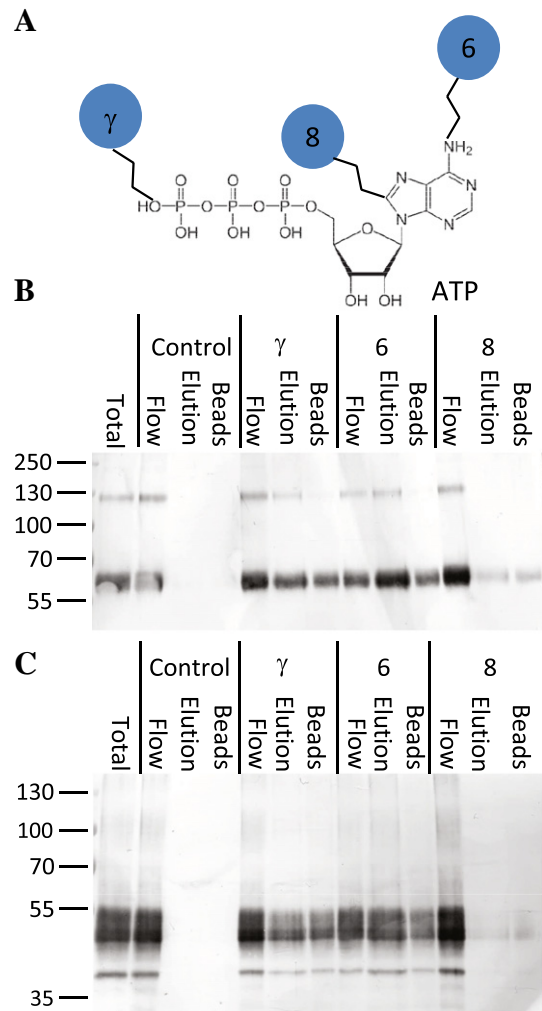 A
6
γ
8
NH₂
N
N
N
N
O
O
O
HO
P
O
P
O
P
O
O
OH
OH
OH
OH
OH
ATP
B
Control
γ
6
8
Total
Flow
Elution
Beads
Flow
Elution
Beads
Flow
Elution
Beads
Flow
Elution
Beads
250
130
100
70
55
C
Control
γ
6
8
Total
Flow
Elution
Beads
Flow
Elution
Beads
Flow
Elution
Beads
Flow
Elution
Beads
130
100
70
55
35